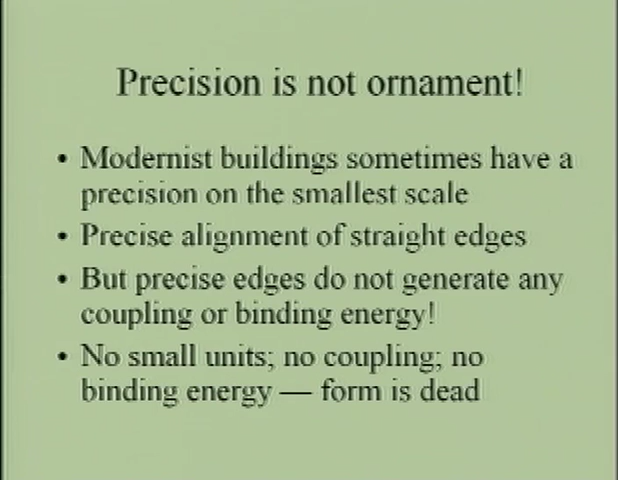 Precision is not ornament!
• Modernist buildings sometimes have a
precision on the smallest scale
• Precise alignment of straight edges
• But precise edges do not generate any
coupling or binding energy!
• No small units; no coupling; no
binding energy — form is dead